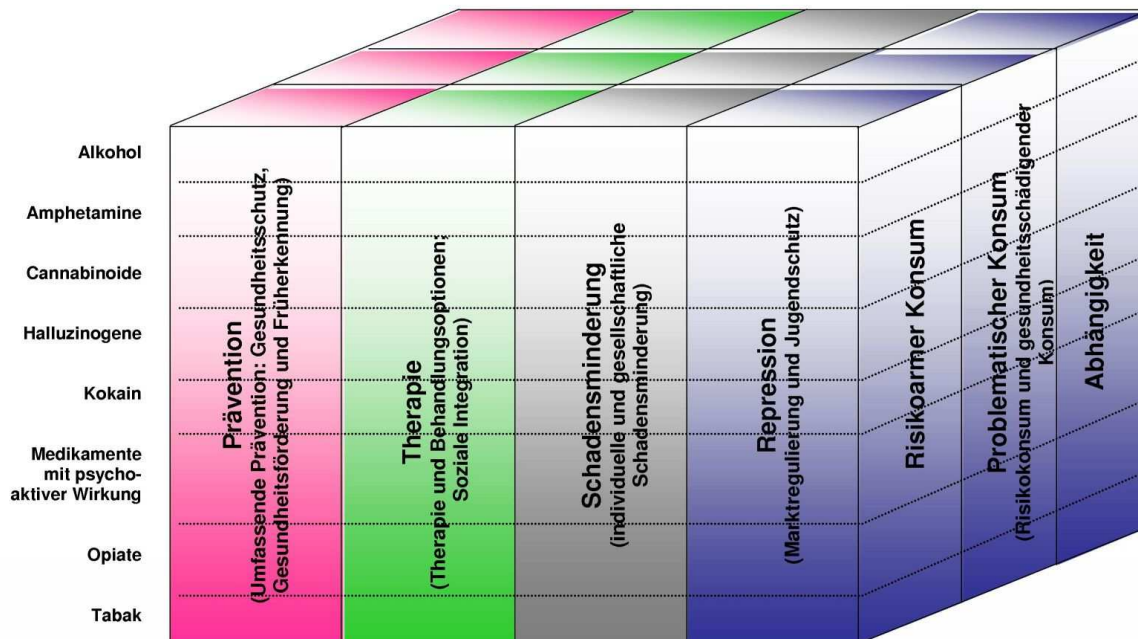 Alkohol
Amphetamine
Cannabinoide
Halluzinogene
Kokain
Medikamente
mit psycho-
aktiver Wirkung
Opiate
Tabak
Prävention
(Umfassende Prävention: Gesundheitsschutz,
Gesundheitsförderung und Früherkennung)
Therapie
(Therapie und Behandlungsoptionen;
Soziale Integration)
Schadensminderung
(individuelle und gesellschaftliche
Schadensminderung)
Repression
(Marktregulierung und Jugendschutz)
Risikoarmer Konsum
Problematischer Konsum
(Risikokonsum und gesundheitsschädigender
Konsum)
Abhängigkeit